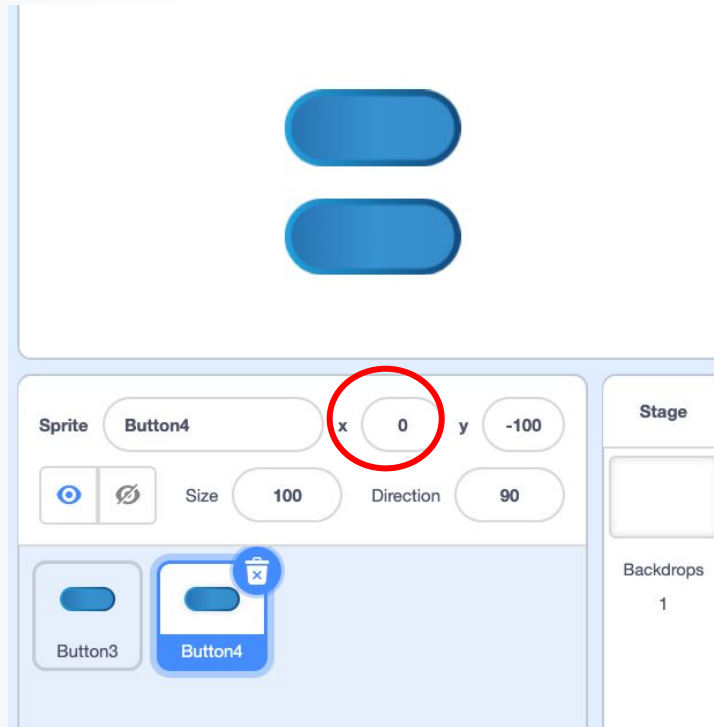 Sprite Button4 x 0 y -100
Size 100 Direction 90
Stage
Backdrops
1
Button3 Button4